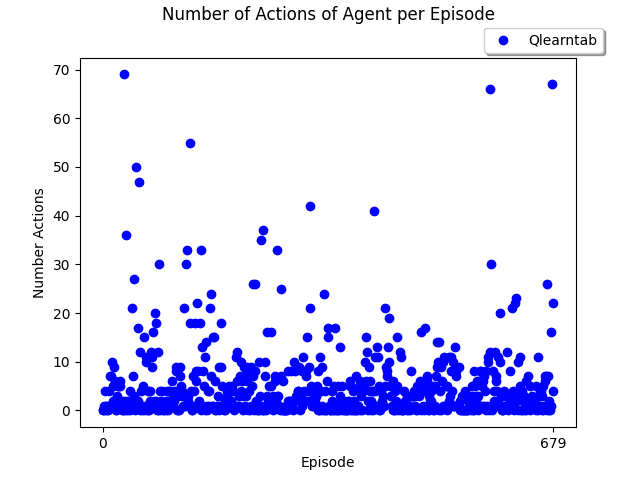 Number of Actions of Agent per Episode
Qlearntab
70
60
50
40
30
20
10
0
Number Actions
0 679
Episode